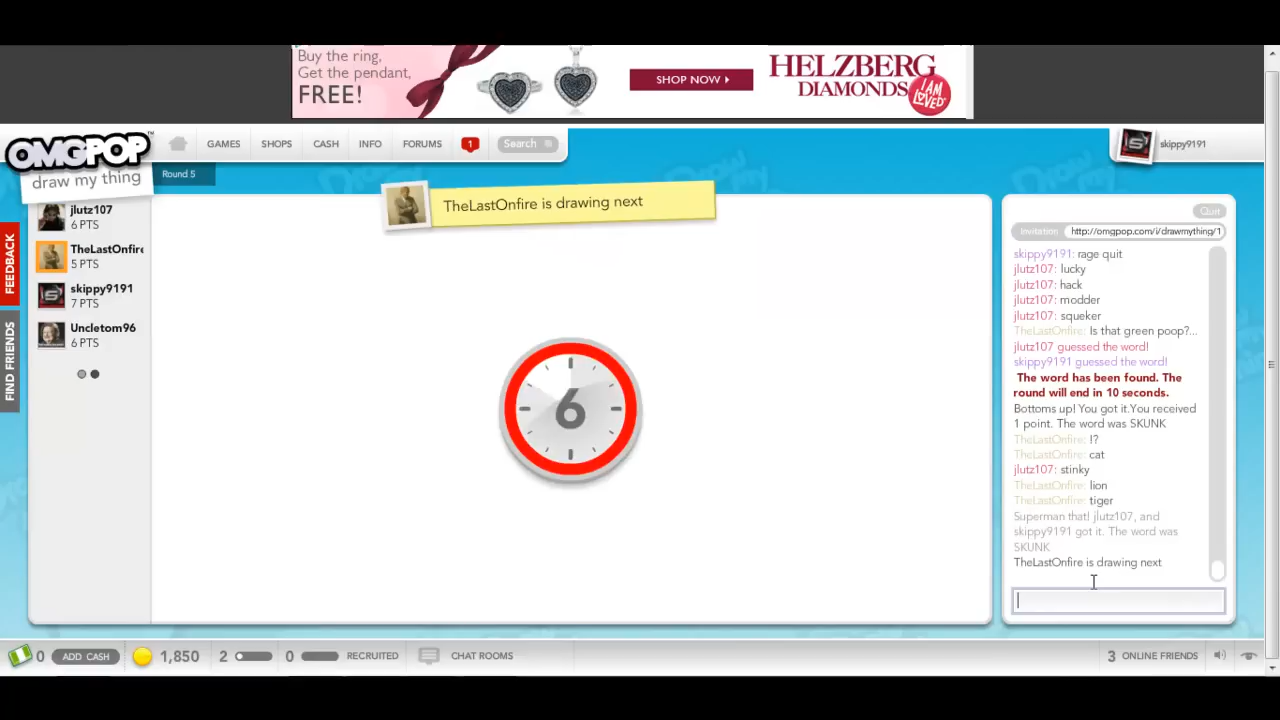 Buy the ring,
Get the pendant,
FREE!
SHOP NOW
HELZBERG
DIAMONDS
I AM
LOVED
OMGPOP
draw my thing
GAMES
SHOPS
CASH
INFO
FORUMS
1
Search
skippy9191
Round 5
TheLastOnfire is drawing next
FEEDBACK
FIND FRIENDS
jlutz107
6 PTS
TheLastOnfire
5 PTS
skippy9191
7 PTS
Uncletom96
6 PTS
6
Quit
Invitation http://omgpop.com/i/drawmything/1
skippy9191: rage quit
jlutz107: lucky
jlutz107: hack
jlutz107: modder
jlutz107: squeker
TheLastOnfire: Is that green poop?...
jlutz107 guessed the word!
skippy9191 guessed the word!
The word has been found. The
round will end in 10 seconds.
Bottoms up! You got it.You received
1 point. The word was SKUNK
TheLastOnfire: !?
TheLastOnfire: cat
jlutz107: stinky
TheLastOnfire: lion
TheLastOnfire: tiger
Superman that! jlutz107, and
skippy9191 got it. The word was
SKUNK
TheLastOnfire is drawing next
0
ADD CASH
1,850
2
0
RECRUITED
CHAT ROOMS
3 ONLINE FRIENDS